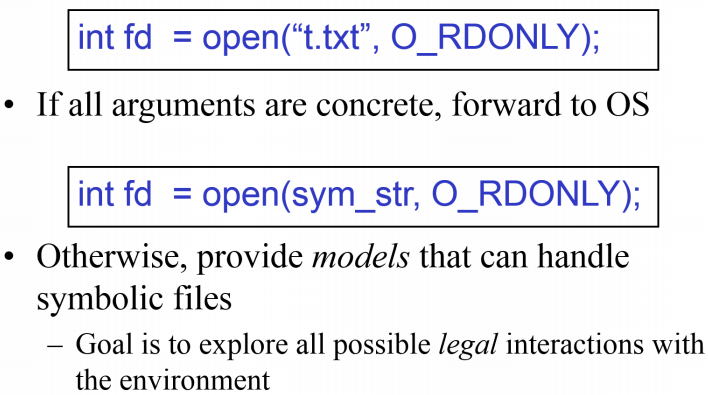 int fd  = open(“t.txt”, O_RDONLY);
• If all arguments are concrete, forward to OS
int fd  = open(sym_str, O_RDONLY);
• Otherwise, provide models that can handle
symbolic files
– Goal is to explore all possible legal interactions with
the environment